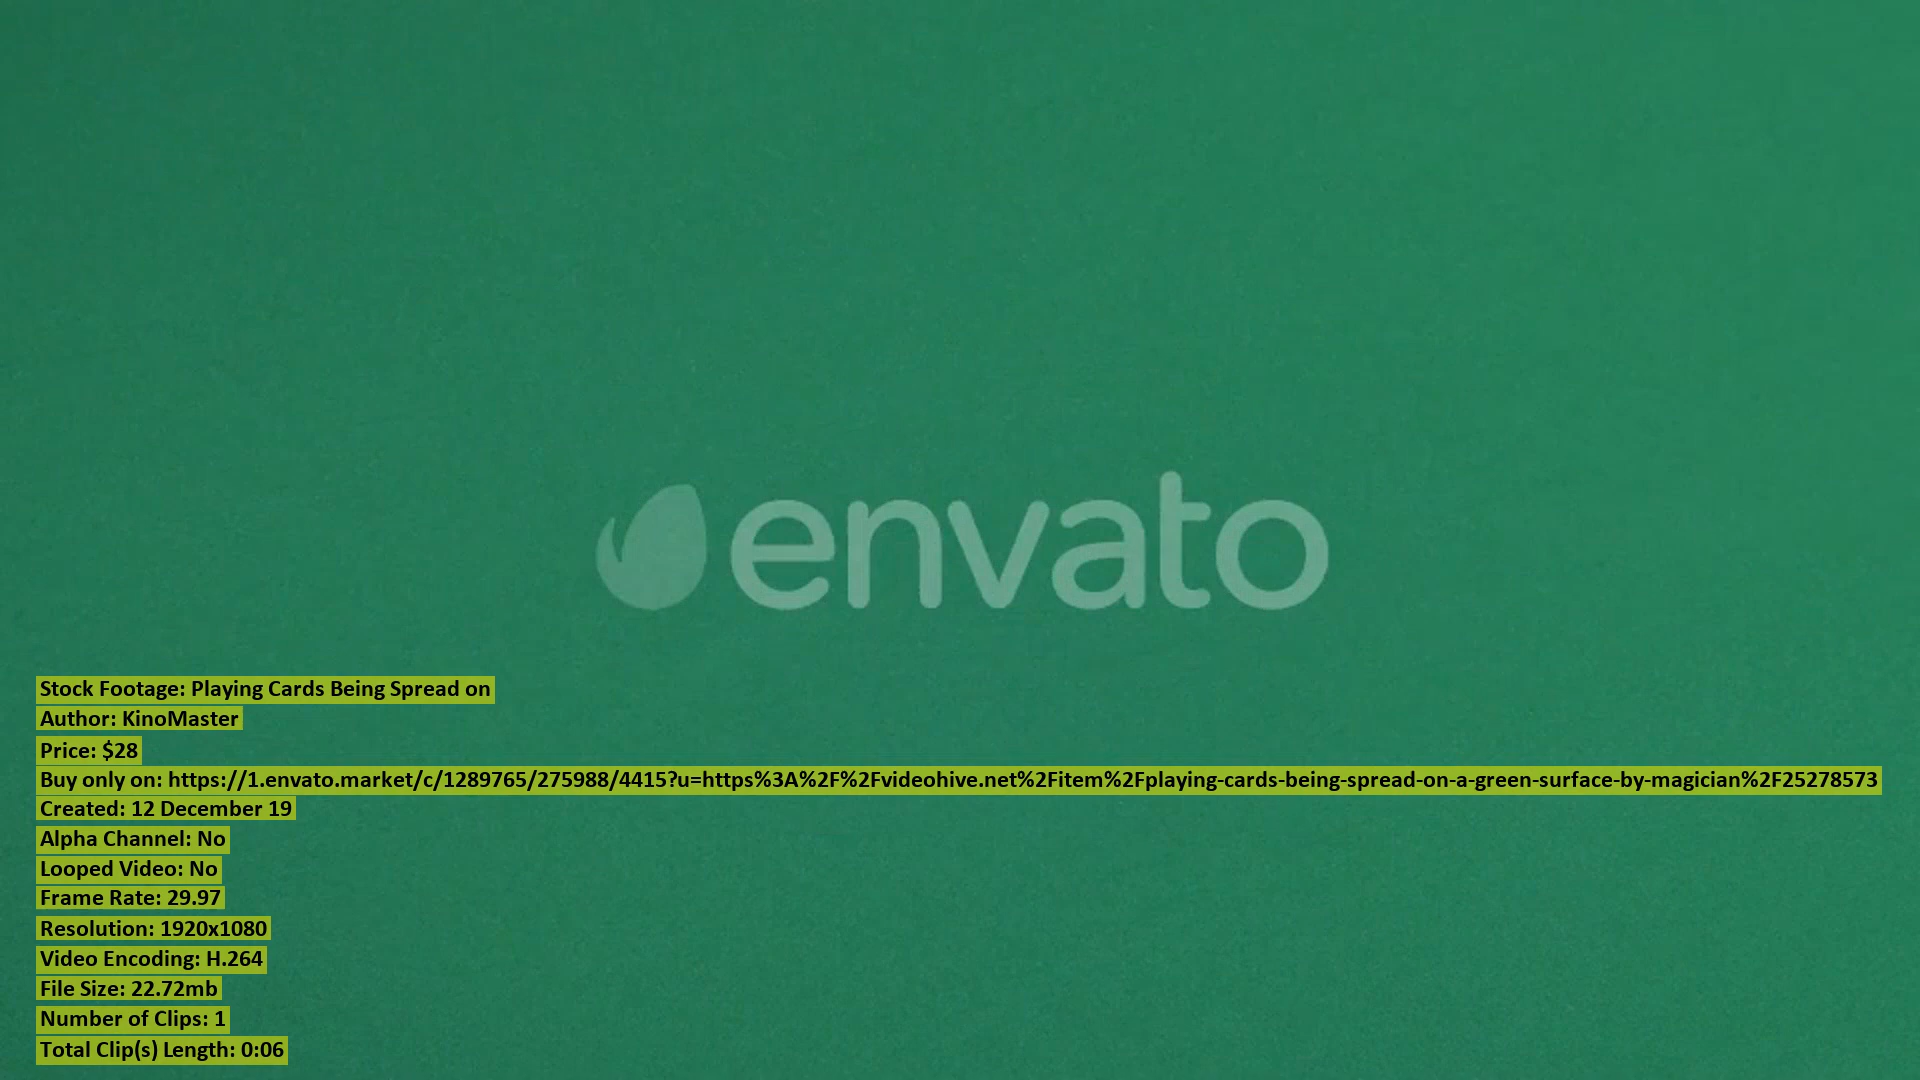 envato
Stock Footage: Playing Cards Being Spread on
Author: KinoMaster
Price: $28
Buy only on: https://1.envato.market/c/1289765/275988/4415?u=https%3A%2F%2Fvideohive.net%2Fitem%2Fplaying-cards-being-spread-on-a-green-surface-by-magician%2F25278573
Created: 12 December 19
Alpha Channel: No
Looped Video: No
Frame Rate: 29.97
Resolution: 1920x1080
Video Encoding: H.264
File Size: 22.72mb
Number of Clips: 1
Total Clip(s) Length: 0:06